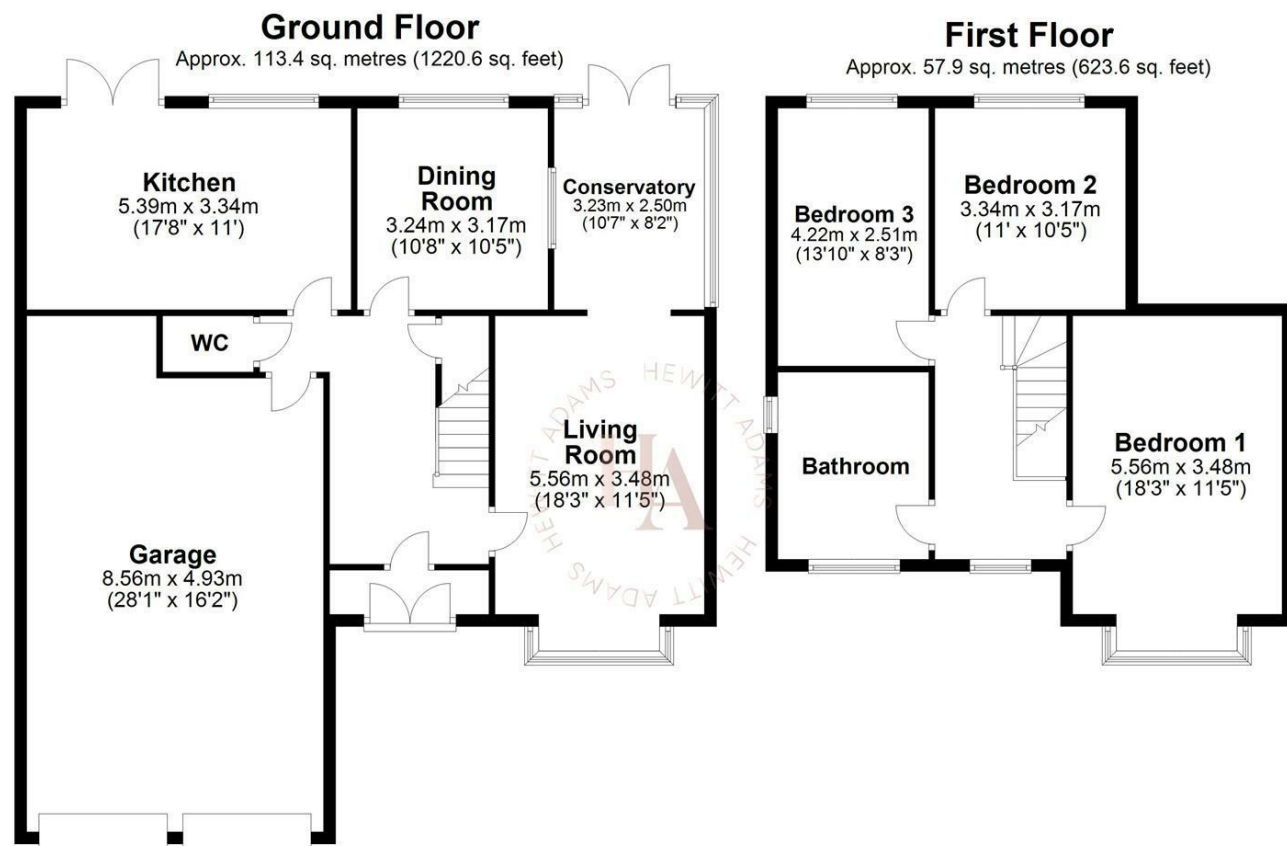 Ground Floor
Approx. 113.4 sq. metres (1220.6 sq. feet)
Kitchen
5.39m x 3.34m
(17'8" x 11')
Dining
Room
3.24m x 3.17m
(10'8" x 10'5")
Conservatory
3.23m x 2.50m
(10'7" x 8'2")
WC
Living
Room
5.56m x 3.48m
(18'3" x 11'5")
Garage
8.56m x 4.93m
(28'1" x 16'2")
First Floor
Approx. 57.9 sq. metres (623.6 sq. feet)
Bedroom 3
4.22m x 2.51m
(13'10" x 8'3")
Bedroom 2
3.34m x 3.17m
(11' x 10'5")
Bathroom
Bedroom 1
5.56m x 3.48m
(18'3" x 11'5")
HEWITT ADAMS HEWITT ADAMS HEWITT ADAMS
HA